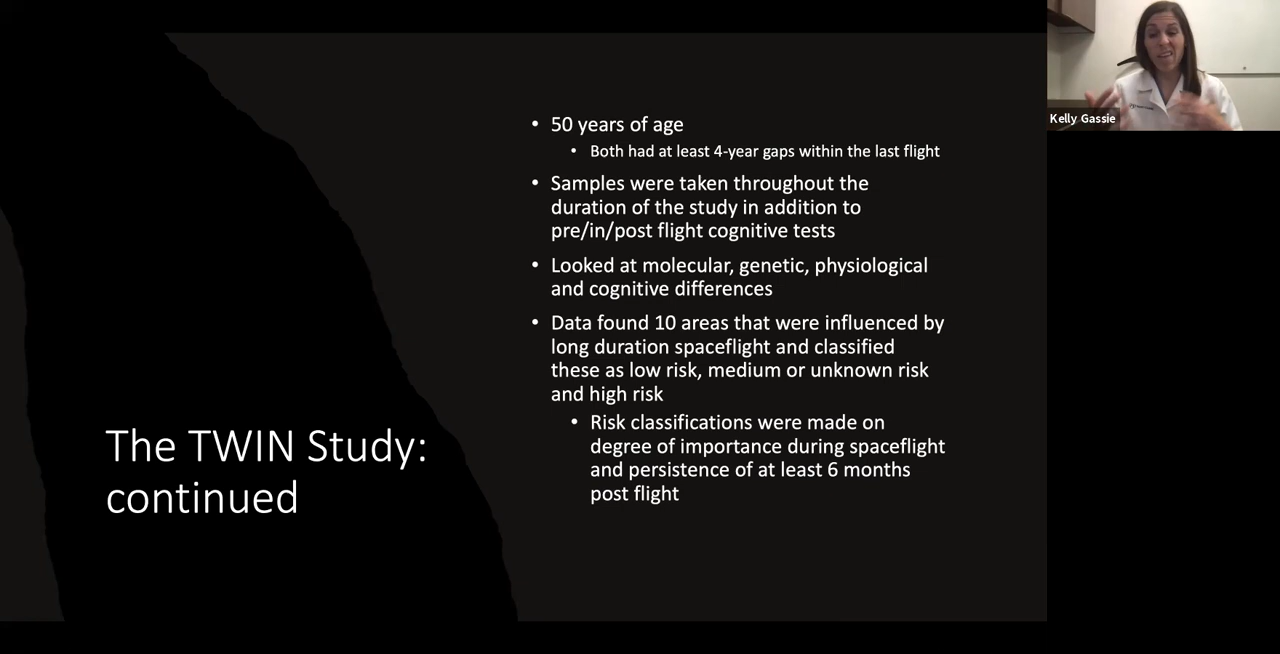 50 years of age
Both had at least 4-year gaps within the last flight
Samples were taken throughout the
duration of the study in addition to
pre/in/post flight cognitive tests
Looked at molecular, genetic, physiological
and cognitive differences
Data found 10 areas that were influenced by
long duration spaceflight and classified
these as low risk, medium or unknown risk
and high risk
Risk classifications were made on
degree of importance during spaceflight
and persistence of at least 6 months
post flight
The TWIN Study:
continued
Kelly Gassie